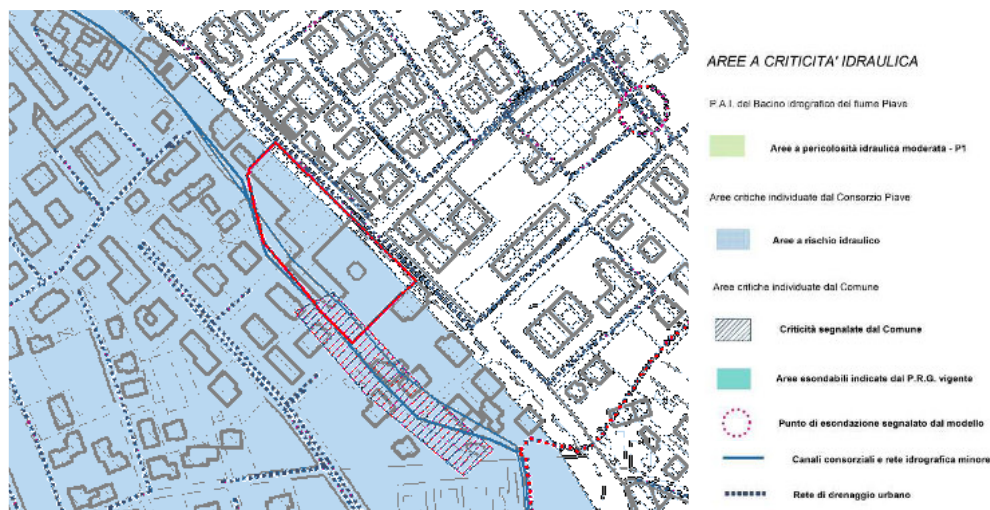 AREE A CRITICITA' IDRAULICA
P.A.I. del Bacino idrografico del fiume Piave
Aree a pericolosità idraulica moderata - P1
Aree critiche individuate dal Consorzio Piave
Aree a rischio idraulico
Aree critiche individuate dal Comune
Criticità segnalate dal Comune
Aree esondabili indicate dal P.R.G. vigente
Punto di esondazione segnalato dal modello
Canali consorziali e rete idrografica minore
Rete di drenaggio urbano